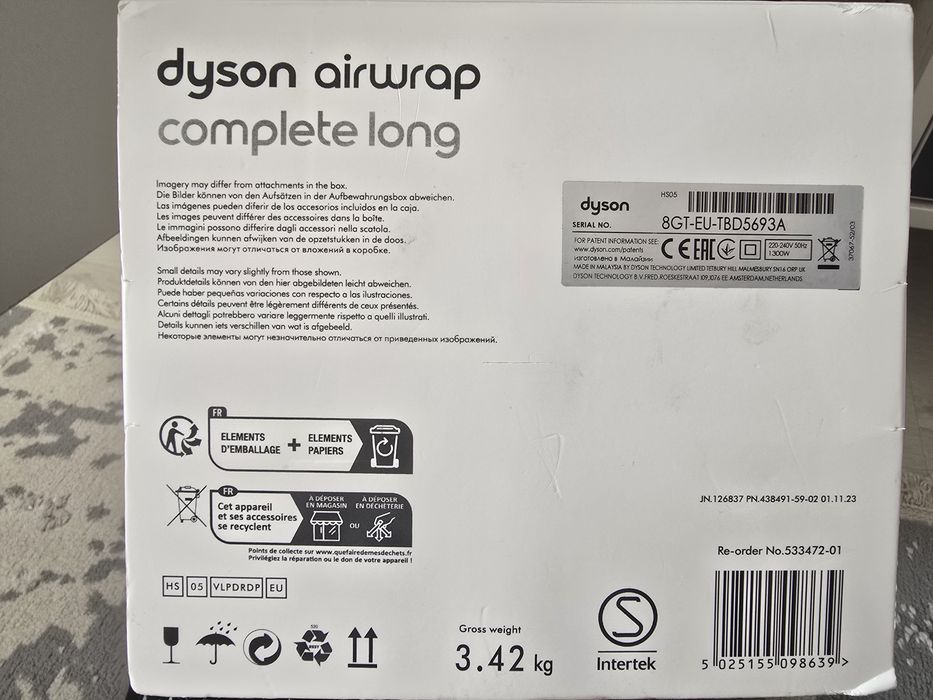 dyson airwrap
complete long
Imagery may differ from attachments in the box.
Die Bilder können von den Aufsätzen in der Aufbewahrungsbox abweichen.
Las imágenes pueden diferir de los accesorios incluidos en la caja.
Les images peuvent différer des accessoires dans la boîte.
Le immagini possono differire dagli accessori nella scatola.
Afbeeldingen kunnen afwijken van de opzetstukken in de doos.
Изображения могут отличаться от вложений в коробке.
Small details may vary slightly from those shown.
Produktdetails können von den hier abgebildeten leicht abweichen.
Puede haber pequeñas variaciones con respecto a las ilustraciones.
Certains détails peuvent être légèrement différents de ceux présentés.
Alcuni dettagli potrebbero variare leggermente rispetto a quelli illustrati.
Details kunnen iets verschillen van wat is afgebeeld.
Некоторые элементы могут незначительно отличаться от приведенных изображений.
dyson
HS05
SERIAL NO.
8GT-EU-TBD5693A
FOR PATENT INFORMATION SEE:
www.dyson.com/patents
изготовлено в Малайзии
CE EAC
220-240V 50Hz
1300W
MADE IN MALAYSIA BY DYSON TECHNOLOGY LIMITED TETBURY HILL MALMESBURY SN16 0RP UK
DYSON TECHNOLOGY B.V. FRED. ROESKESTRAAT 109,1076 EE AMSTERDAM,NETHERLANDS
37067-52/03
FR
ELEMENTS
D'EMBALLAGE
+
ELEMENTS
PAPIERS
FR
Cet appareil
et ses accessoires
se recyclent
À DÉPOSER
EN MAGASIN
OU
À DÉPOSER
EN DÉCHÈTERIE
Points de collecte sur www.quefairedemesdechets.fr
Privilégiez la réparation ou le don de votre appareil !
HS 05 VLPDRDP EU
Gross weight
3.42 kg
S
Intertek
JN.126837 PN.438491-59-02 01.11.23
Re-order No.533472-01
5 025155 098639 >